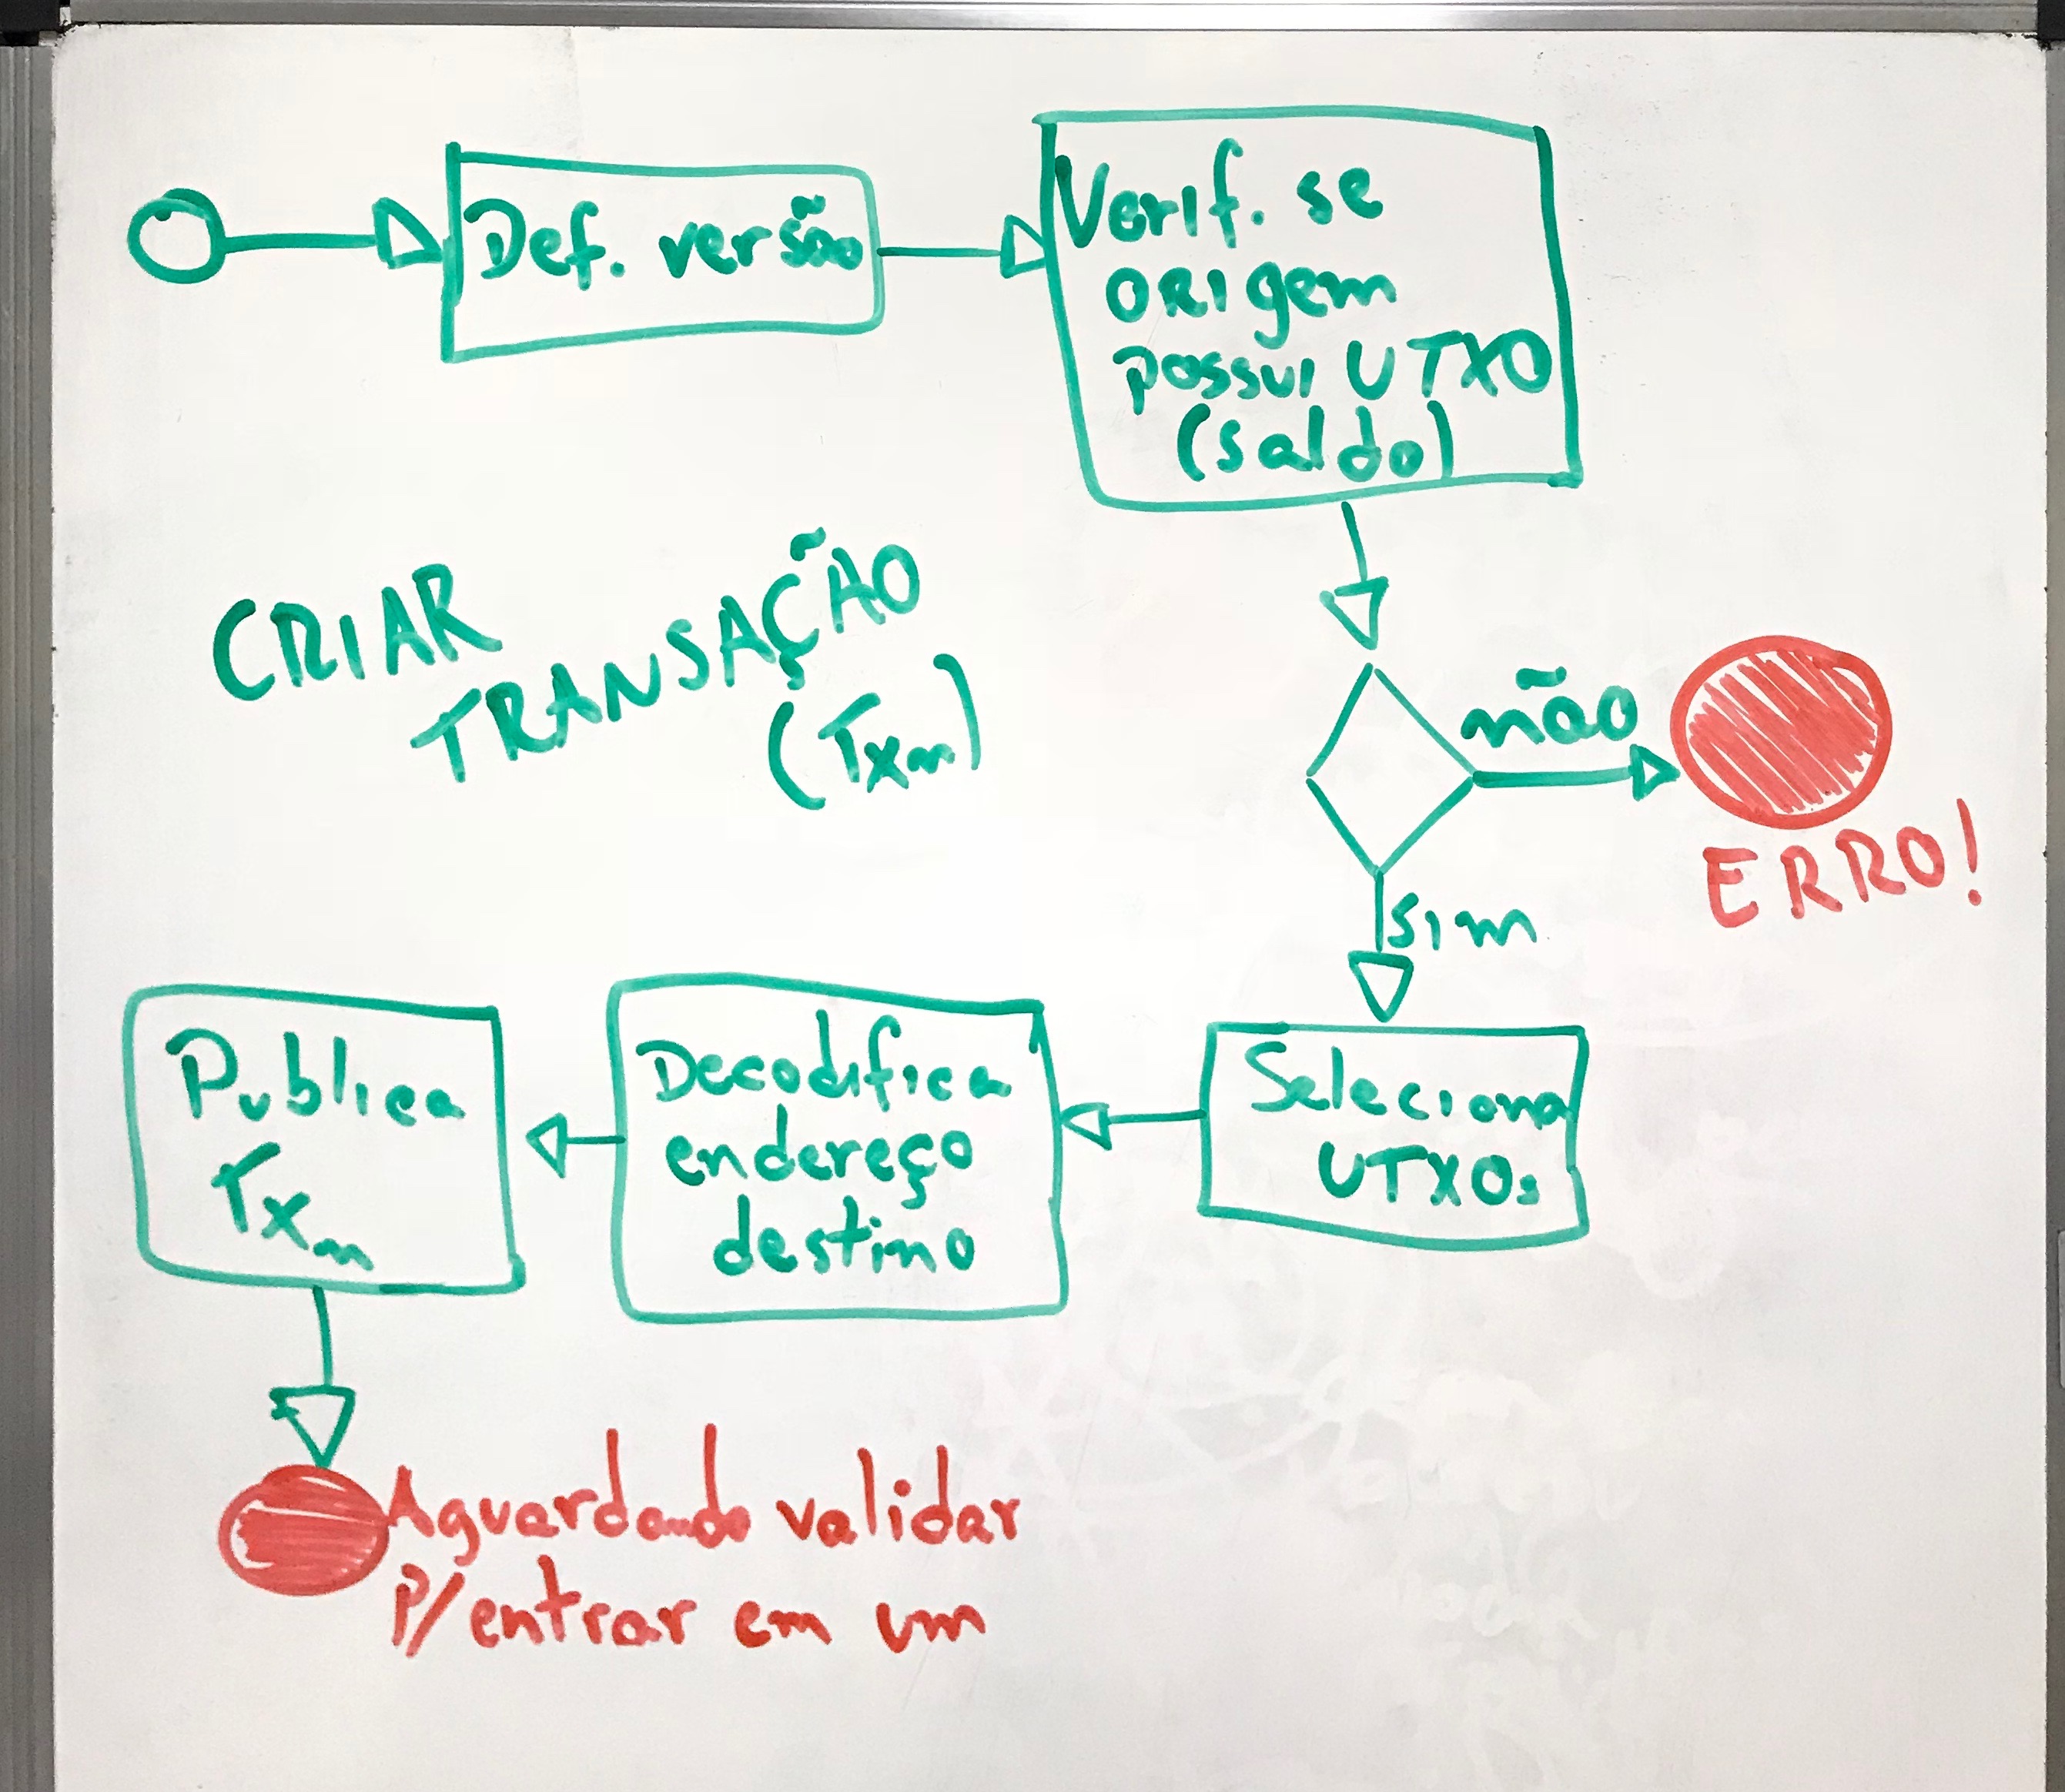 Def. versão
Verif. se
origem
possui UTXO
(saldo)
CRIAR
TRANSAÇÃO
(Txn)
não
ERRO!
sim
Seleciona
UTXOs
Decodifica
endereço
destino
Publica
Txn
Aguardando validar
p/ entrar em um